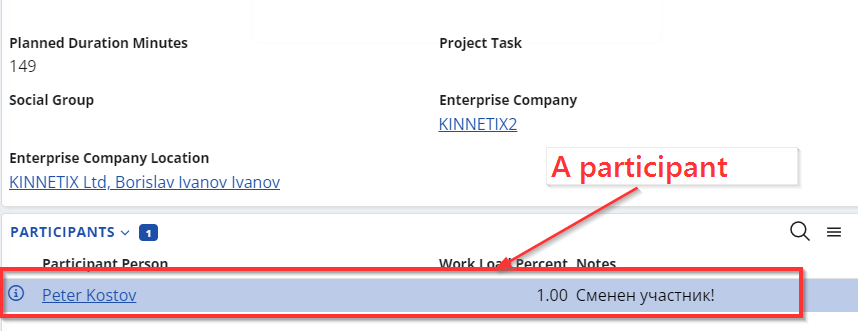 Planned Duration Minutes Project Task
149
Social Group Enterprise Company
KINNETIX2
Enterprise Company Location
KINNETIX Ltd, Borislav Ivanov Ivanov
A participant
PARTICIPANTS 1
Participant Person Work Load Percent Notes
Peter Kostov 1.00 Сменен участник!